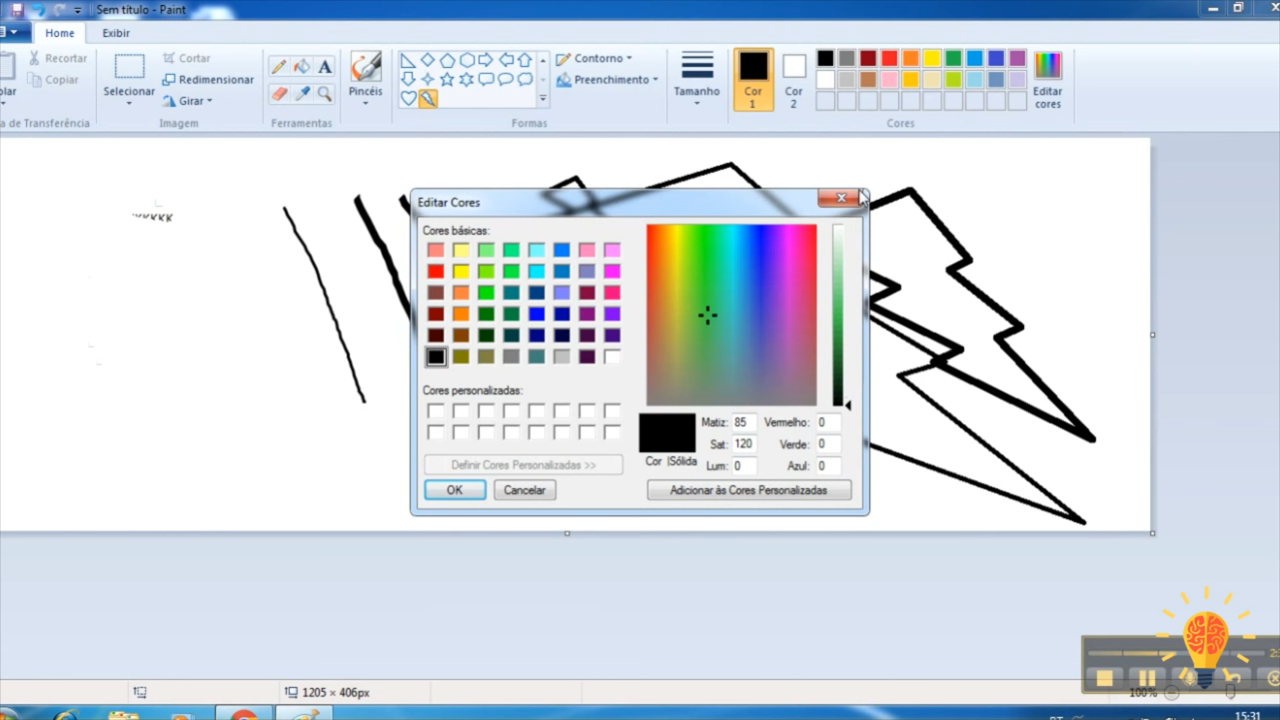 Sem título - Paint
Home Exibir
Recortar
Copiar
a de Transferência
Selecionar
Cortar
Redimensionar
Girar
Imagem
A
Ferramentas
Pincéis
Formas
Contorno
Preenchimento
Tamanho
Cor 1
Cor 2
Editar cores
Cores
Editar Cores
Cores básicas:
Cores personalizadas:
Definir Cores Personalizadas >>
OK Cancelar
Cor |Sólida
Matiz: 85 Vermelho: 0
Sat: 120 Verde: 0
Lum: 0 Azul: 0
Adicionar às Cores Personalizadas
1205 × 406px
100%
PT
15:31